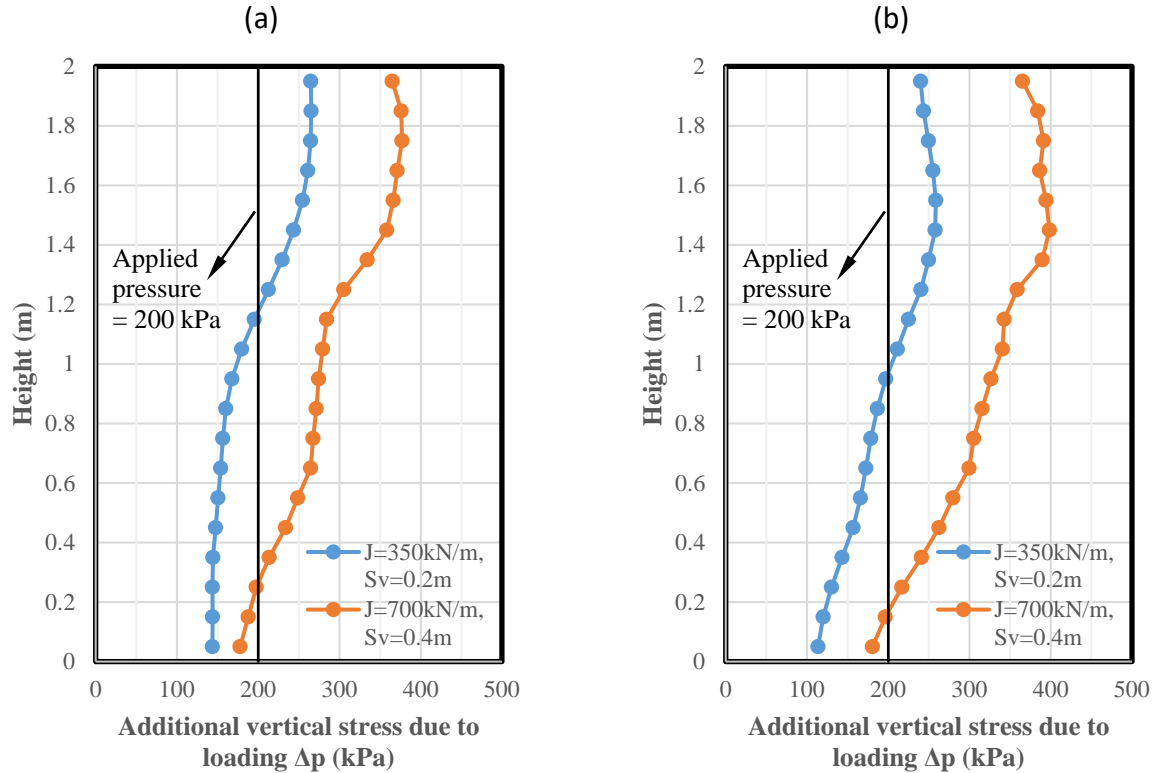 (a)
2
1.8
1.6
1.4
1.2
1
0.8
0.6
0.4
0.2
0
Height (m)
Applied
pressure
= 200 kPa
J=350kN/m,
Sv=0.2m
J=700kN/m,
Sv=0.4m
0 100 200 300 400 500
Additional vertical stress due to
loading Δp (kPa)
(b)
2
1.8
1.6
1.4
1.2
1
0.8
0.6
0.4
0.2
0
Height (m)
Applied
pressure
= 200 kPa
J=350kN/m,
Sv=0.2m
J=700kN/m,
Sv=0.4m
0 100 200 300 400 500
Additional vertical stress due to
loading Δp (kPa)